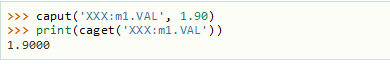 >>> caput('XXX:m1.VAL', 1.90)
>>> print(caget('XXX:m1.VAL'))
1.9000